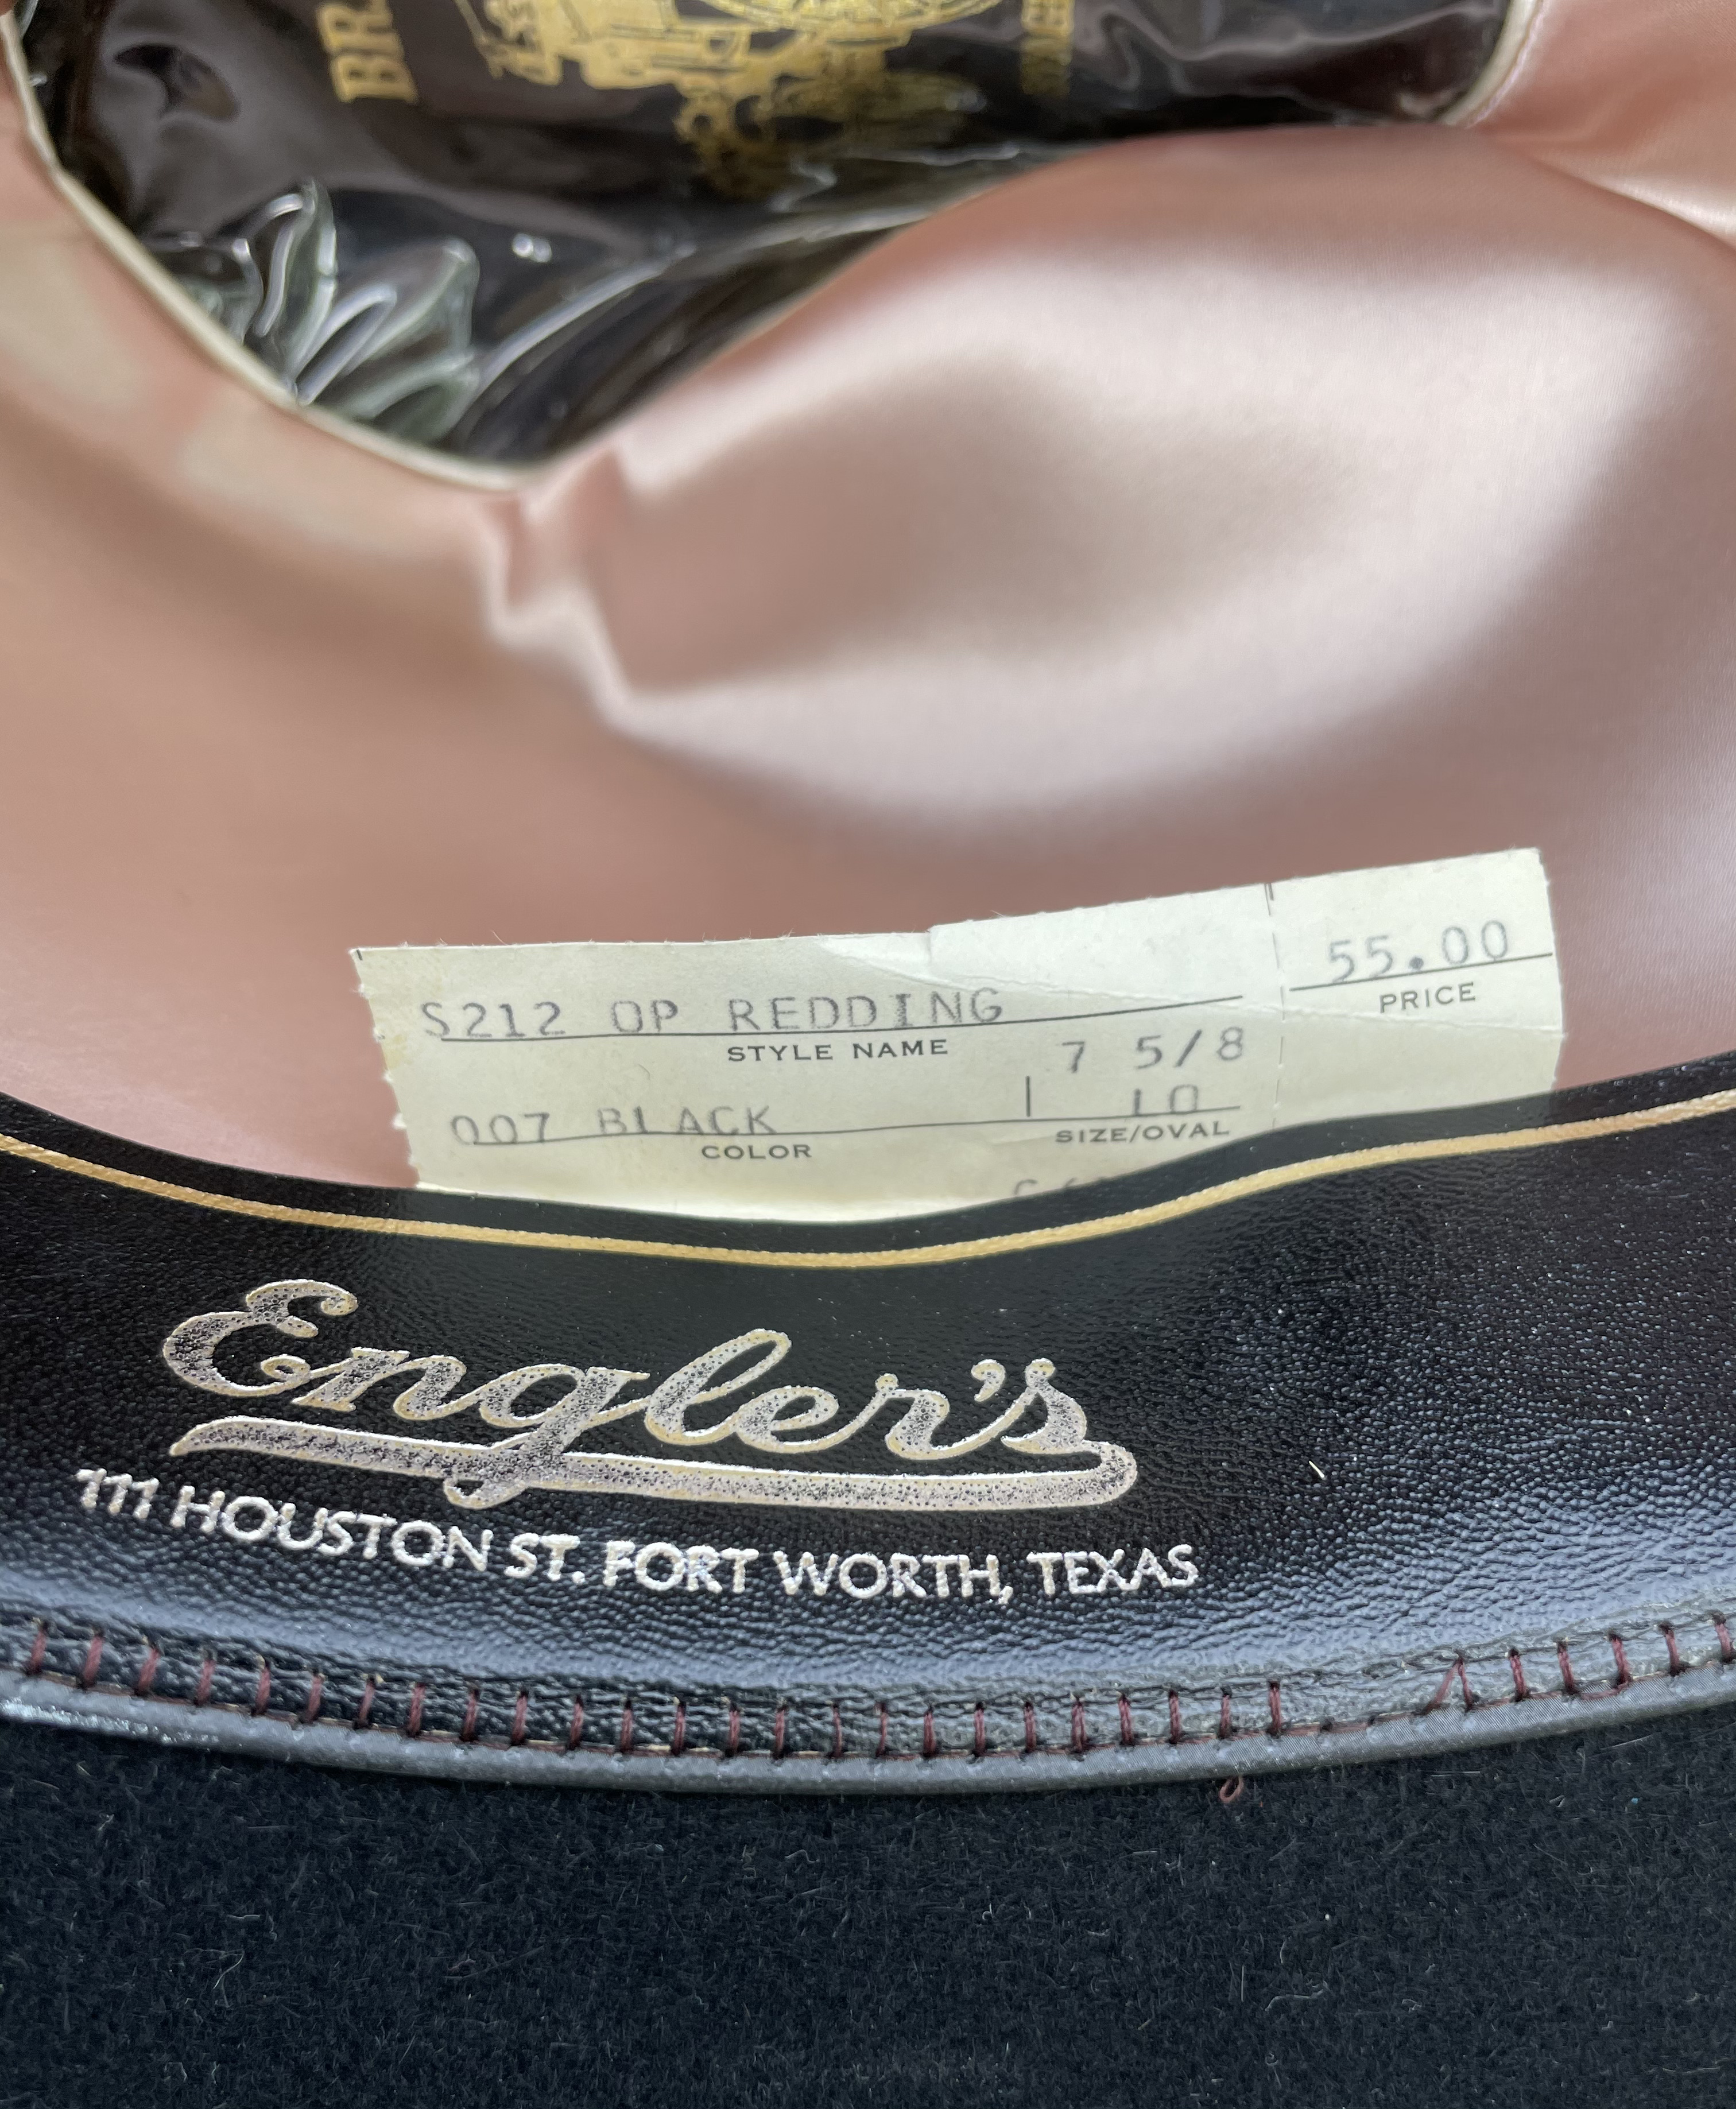 BR
S212 OP REDDING
STYLE NAME
55.00
PRICE
7 5/8
007 BLACK
10
COLOR
SIZE/OVAL
Engler's
111 HOUSTON ST. FORT WORTH, TEXAS